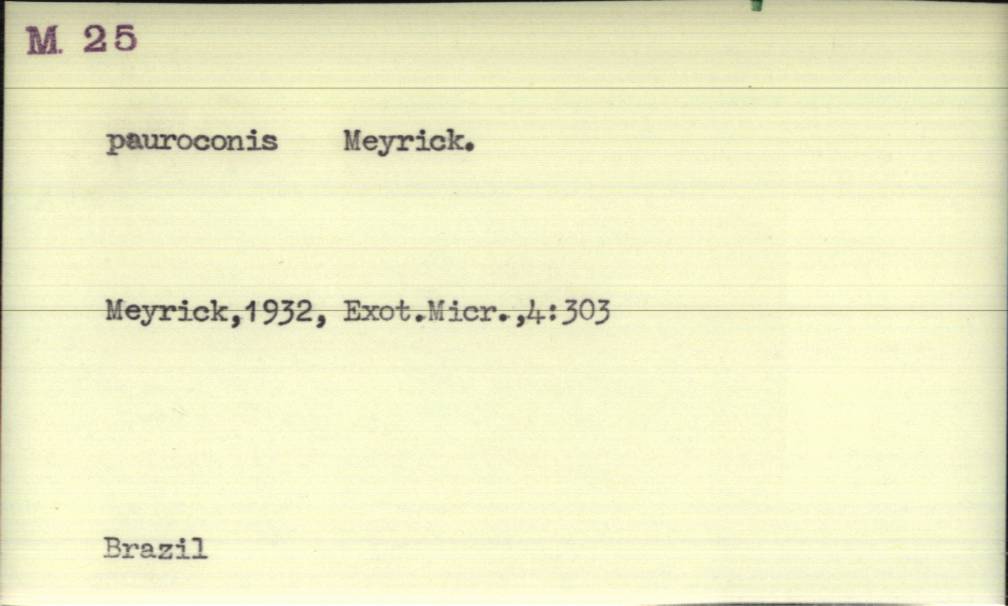 M. 25
pauroconis Meyrick.
Meyrick,1932, Exot.Micr.,4:303
Brazil